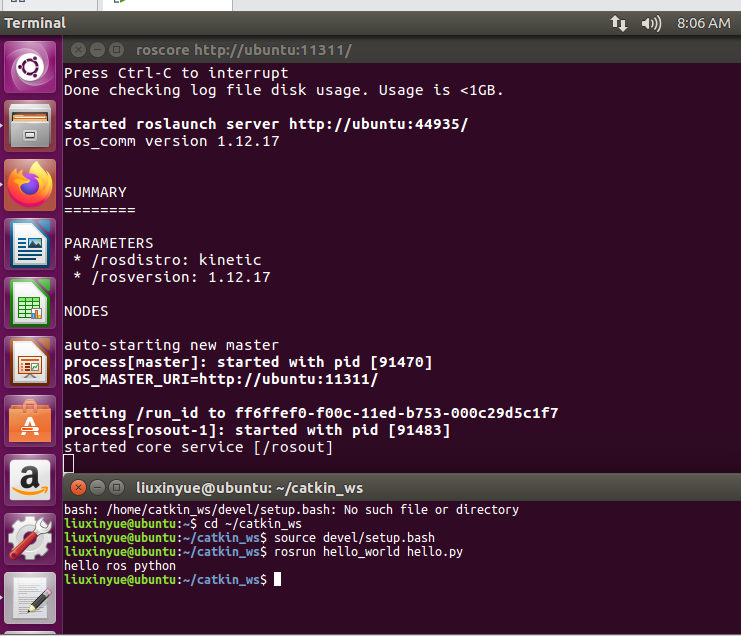 Terminal
8:06 AM
roscore http://ubuntu:11311/
Press Ctrl-C to interrupt
Done checking log file disk usage. Usage is <1GB.
started roslaunch server http://ubuntu:44935/
ros_comm version 1.12.17
SUMMARY
========
PARAMETERS
* /rosdistro: kinetic
* /rosversion: 1.12.17
NODES
auto-starting new master
process[master]: started with pid [91470]
ROS_MASTER_URI=http://ubuntu:11311/
setting /run_id to ff6ffef0-f00c-11ed-b753-000c29d5c1f7
process[rosout-1]: started with pid [91483]
started core service [/rosout]
liuxinyue@ubuntu: ~/catkin_ws
bash: /home/catkin_ws/devel/setup.bash: No such file or directory
liuxinyue@ubuntu:~$ cd ~/catkin_ws
liuxinyue@ubuntu:~/catkin_ws$ source devel/setup.bash
liuxinyue@ubuntu:~/catkin_ws$ rosrun hello_world hello.py
hello ros python
liuxinyue@ubuntu:~/catkin_ws$